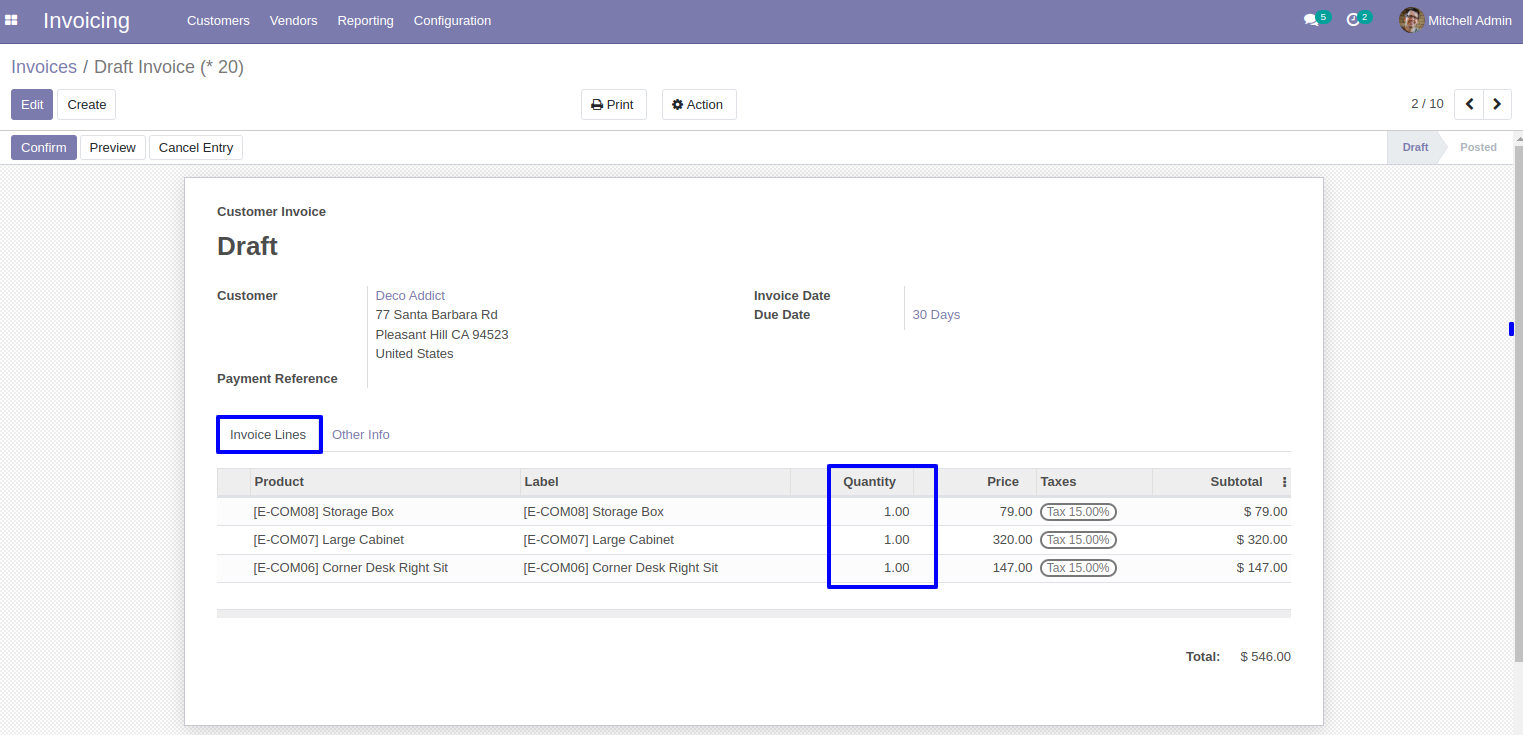 Invoicing Customers Vendors Reporting Configuration 5 2 Mitchell Admin
Invoices / Draft Invoice (* 20)
Edit Create Print Action 2 / 10
Confirm Preview Cancel Entry Draft Posted
Customer Invoice
Draft
Customer Deco Addict Invoice Date
77 Santa Barbara Rd Due Date 30 Days
Pleasant Hill CA 94523
United States
Payment Reference
Invoice Lines Other Info
Product Label Quantity Price Taxes Subtotal
[E-COM08] Storage Box [E-COM08] Storage Box 1.00 79.00 Tax 15.00% $ 79.00
[E-COM07] Large Cabinet [E-COM07] Large Cabinet 1.00 320.00 Tax 15.00% $ 320.00
[E-COM06] Corner Desk Right Sit [E-COM06] Corner Desk Right Sit 1.00 147.00 Tax 15.00% $ 147.00
Total: $ 546.00